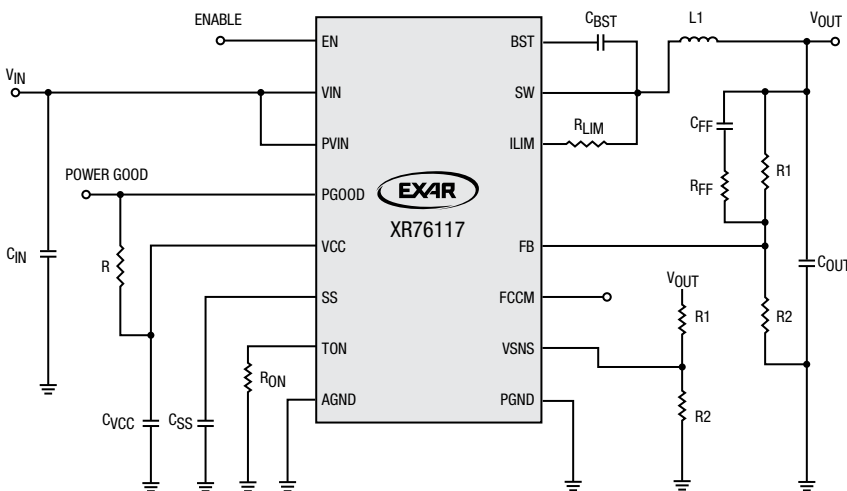 ENABLE
CBST
L1
VOUT
EN
BST
VIN
VIN
SW
RLIM
CFF
PVIN
ILIM
R1
POWER GOOD
RFF
PGOOD
EXAR
XR76117
CIN
R
VCC
FB
COUT
VOUT
SS
FCCM
R1
R2
TON
VSNS
RON
AGND
PGND
R2
CVCC
CSS